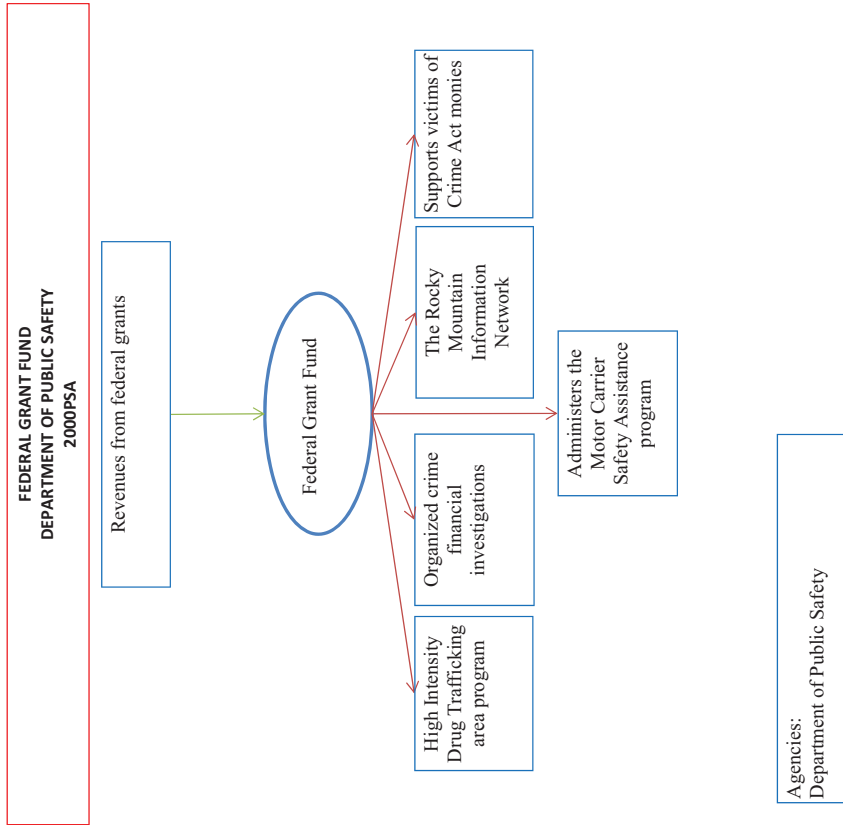 FEDERAL GRANT FUND
DEPARTMENT OF PUBLIC SAFETY
2000PSA
Revenues from federal grants
Federal Grant Fund
High Intensity
Drug Trafficking
area program
Organized crime
financial
investigations
The Rocky
Mountain
Information
Network
Supports victims of
Crime Act monies
Administers the
Motor Carrier
Safety Assistance
program
Agencies:
Department of Public Safety